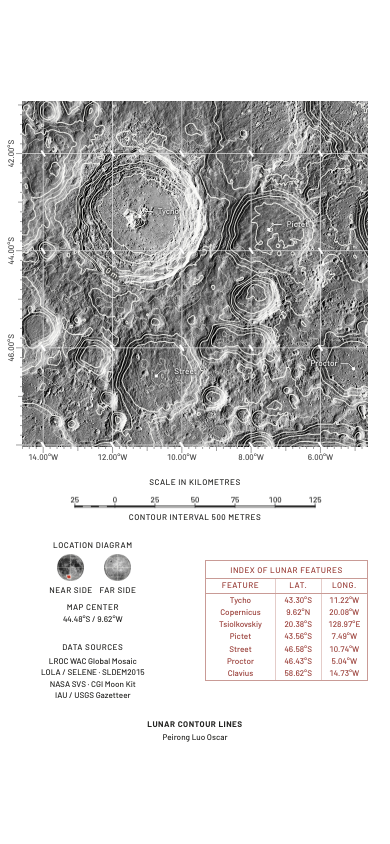 42.00°S
44.00°S
46.00°S
Tycho
Pictet
Street
Proctor
14.00°W 12.00°W 10.00°W 8.00°W 6.00°W
SCALE IN KILOMETRES
25 0 25 50 75 100 125
CONTOUR INTERVAL 500 METRES
LOCATION DIAGRAM
NEAR SIDE FAR SIDE
MAP CENTER
44.48°S / 9.62°W
DATA SOURCES
LROC WAC Global Mosaic
LOLA / SELENE · SLDEM2015
NASA SVS · CGI Moon Kit
IAU / USGS Gazetteer
INDEX OF LUNAR FEATURES
FEATURE LAT. LONG.
Tycho 43.30°S 11.22°W
Copernicus 9.62°N 20.08°W
Tsiolkovskiy 20.38°S 128.97°E
Pictet 43.56°S 7.49°W
Street 46.58°S 10.74°W
Proctor 46.43°S 5.04°W
Clavius 58.62°S 14.73°W
LUNAR CONTOUR LINES
Peirong Luo Oscar